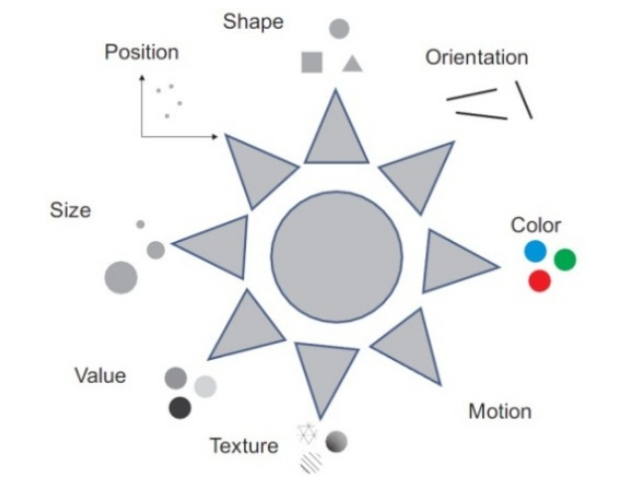 Shape
Position
Orientation
Size
Color
Value
Motion
Texture